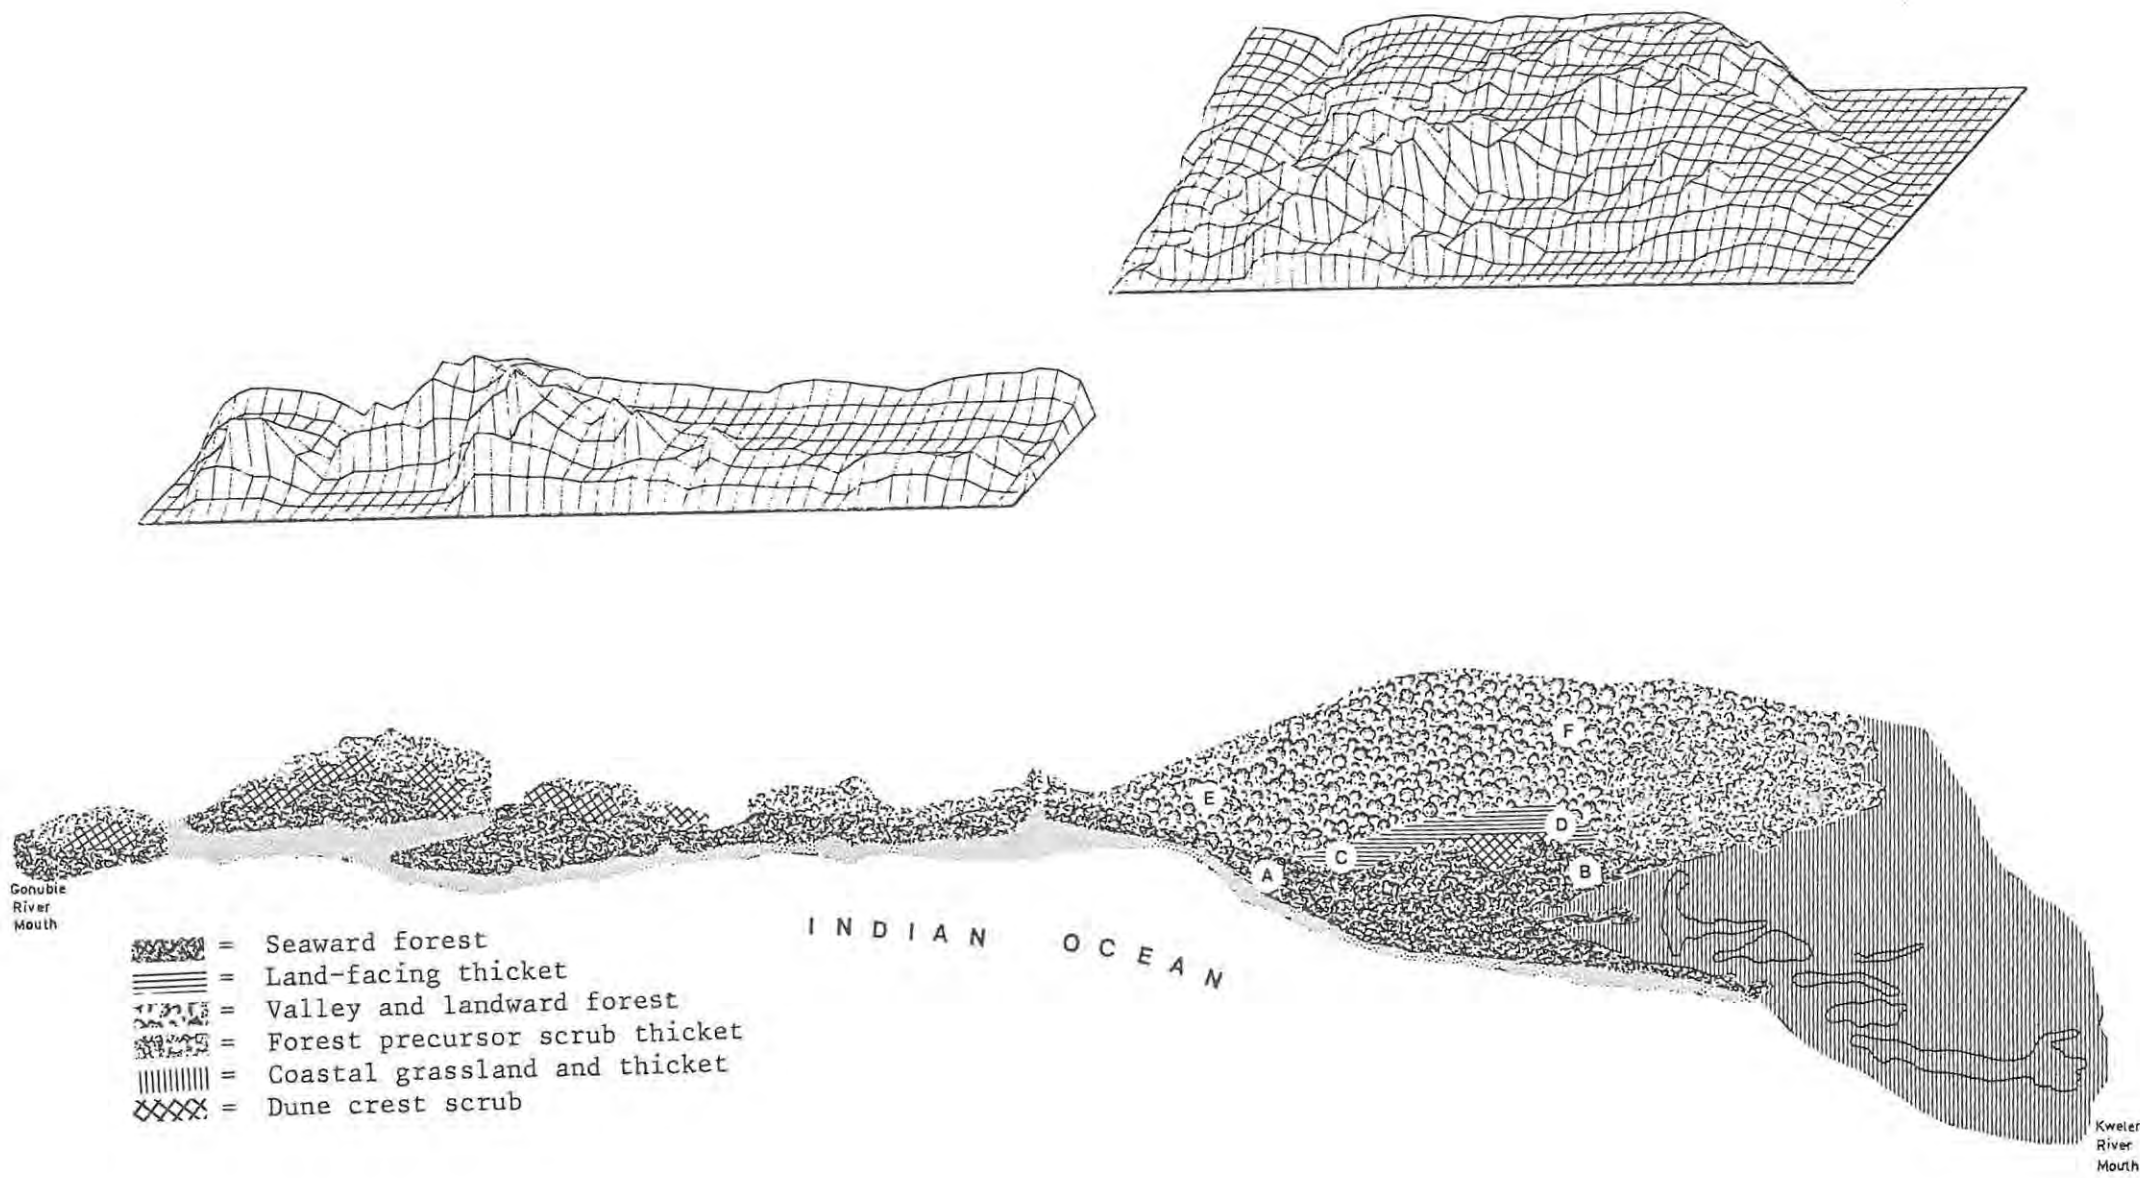 F
E
D
C
B
A
Gonubie
River
Mouth
INDIAN OCEAN
= Seaward forest
= Land-facing thicket
= Valley and landward forest
= Forest precursor scrub thicket
= Coastal grassland and thicket
= Dune crest scrub
Kweler
River
Mouth